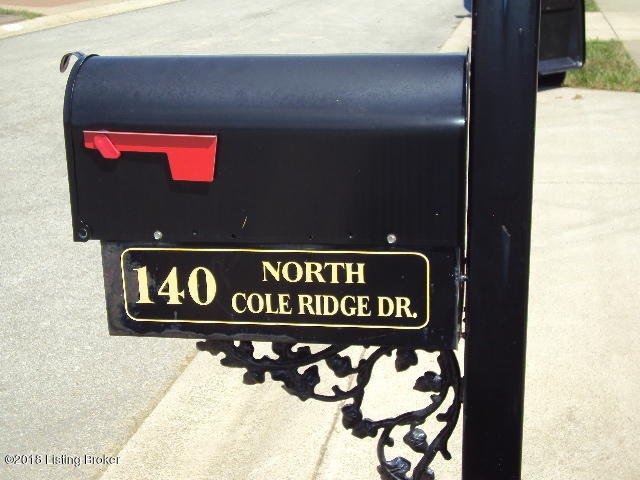 140
NORTH
COLE RIDGE DR.
©2018 Listing Broker